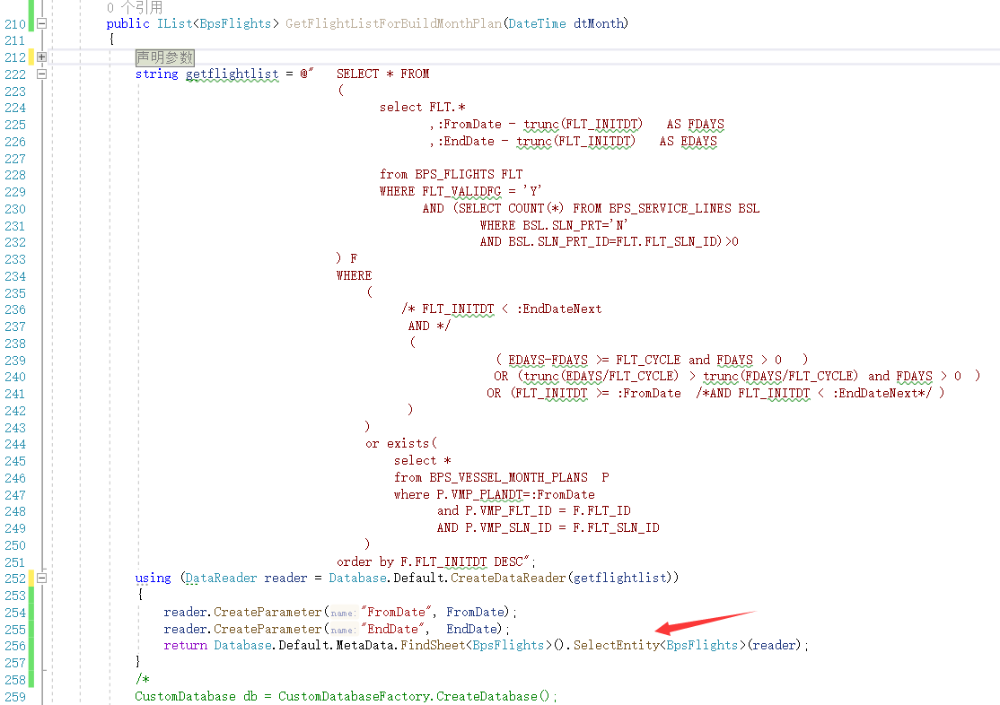 0 个引用
210 public IList<BpsFlights> GetFlightListForBuildMonthPlan(DateTime dtMonth)
211 {
212 声明参数
222 string getflightlist = @" SELECT * FROM
223 (
224 select FLT.*
225 ,:FromDate - trunc(FLT_INITDT) AS FDAYS
226 ,:EndDate - trunc(FLT_INITDT) AS EDAYS
227
228 from BPS_FLIGHTS FLT
229 WHERE FLT_VALIDFG = 'Y'
230 AND (SELECT COUNT(*) FROM BPS_SERVICE_LINES BSL
231 WHERE BSL.SLN_PRT='N'
232 AND BSL.SLN_PRT_ID=FLT.FLT_SLN_ID)>0
233 ) F
234 WHERE
235 (
236 /* FLT_INITDT < :EndDateNext
237 AND */
238 (
239 ( EDAYS-FDAYS >= FLT_CYCLE and FDAYS > 0 )
240 OR (trunc(EDAYS/FLT_CYCLE) > trunc(FDAYS/FLT_CYCLE) and FDAYS > 0 )
241 OR (FLT_INITDT >= :FromDate /*AND FLT_INITDT < :EndDateNext*/ )
242 )
243 )
244 or exists(
245 select *
246 from BPS_VESSEL_MONTH_PLANS P
247 where P.VMP_PLANDT=:FromDate
248 and P.VMP_FLT_ID = F.FLT_ID
249 AND P.VMP_SLN_ID = F.FLT_SLN_ID
250 )
251 order by F.FLT_INITDT DESC";
252 using (DataReader reader = Database.Default.CreateDataReader(getflightlist))
253 {
254 reader.CreateParameter(name: "FromDate", FromDate);
255 reader.CreateParameter(name: "EndDate", EndDate);
256 return Database.Default.MetaData.FindSheet<BpsFlights>().SelectEntity<BpsFlights>(reader);
257 }
258 /*
259 CustomDatabase db = CustomDatabaseFactory.CreateDatabase();